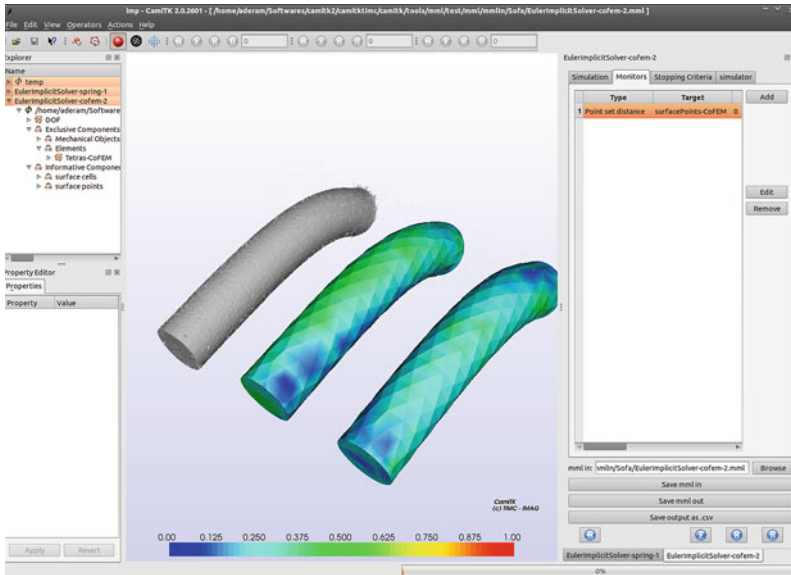 imp - CamiTK 2.0.2601 - [ /home/aderam/Softwares/camitk2/camitktimc/camitk/tools/mml/test/mml/mmlin/Sofa/EulerImplicitSolver-cofem-2.mml ]
File Edit View Operators Actions Help
0 0 0
Explorer
Name
temp
EulerImplicitSolver-spring-1
EulerImplicitSolver-cofem-2
/home/aderam/Software
DOF
Exclusive Components
Mechanical Objects
Elements
Tetras-CoFEM
Informative Componen
surface cells
surface points
Property Editor
Properties
Property Value
Apply Revert
CamiTK
(c) TIMC - IMAG
0.00 0.125 0.250 0.375 0.500 0.625 0.750 0.875 1.00
EulerImplicitSolver-cofem-2
Simulation Monitors Stopping Criteria simulator
Type Target
1 Point set distance surfacePoints-CoFEM 0
Add
Edit
Remove
mml in: mmlin/Sofa/EulerImplicitSolver-cofem-2.mml Browse
Save mml in
Save mml out
Save output as .csv
EulerImplicitSolver-spring-1 EulerImplicitSolver-cofem-2
0%